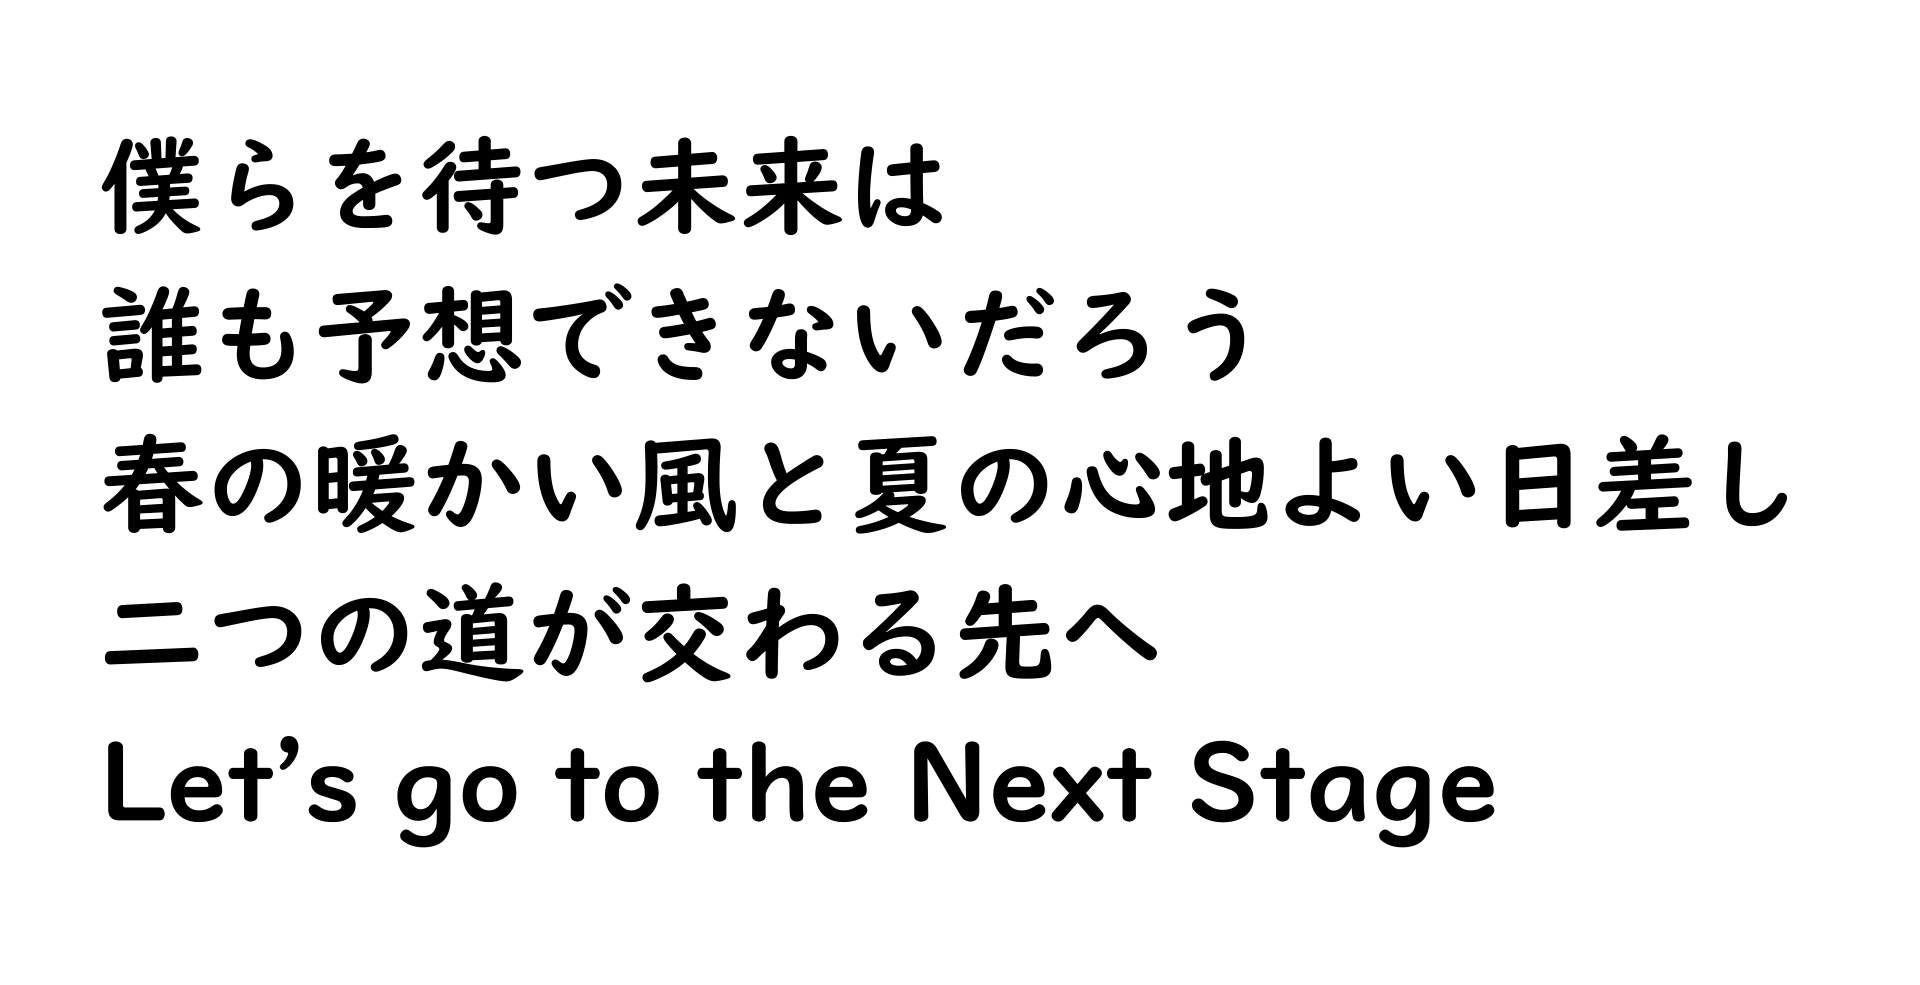 僕らを待つ未来は
誰も予想できないだろう
春の暖かい風と夏の心地よい日差し
二つの道が交わる先へ
Let’s go to the Next Stage